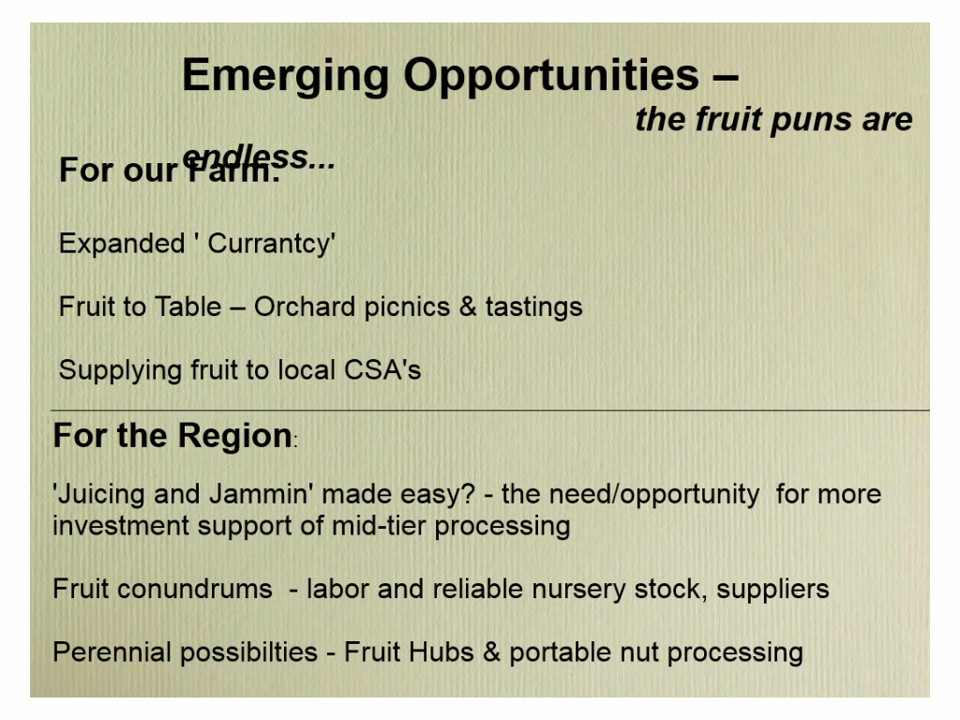 Emerging Opportunities –
the fruit puns are
endless...
For our Farm:
Expanded ' Currantcy'
Fruit to Table – Orchard picnics & tastings
Supplying fruit to local CSA's
For the Region:
'Juicing and Jammin' made easy? - the need/opportunity  for more
investment support of mid-tier processing
Fruit conundrums  - labor and reliable nursery stock, suppliers
Perennial possibilties - Fruit Hubs & portable nut processing